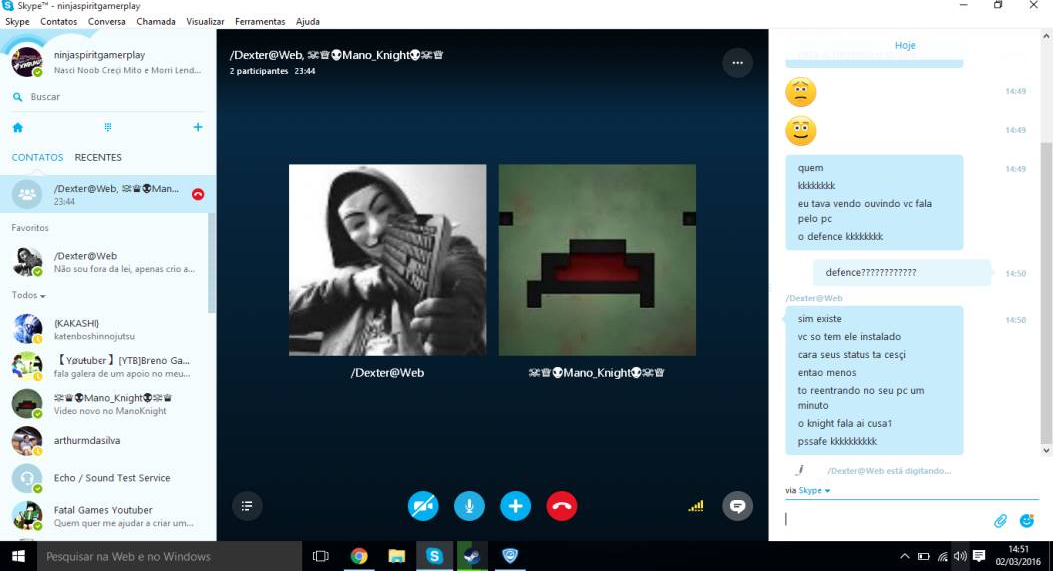 Skype™ - ninjaspiritgamerplay
Skype Contatos Conversa Chamada Visualizar Ferramentas Ajuda
ninjaspiritgamerplay
Nasci Noob Creçi Mito e Morri Lend...
Buscar
CONTATOS RECENTES
/Dexter@Web, ☠♛👽Man...
23:44
Favoritos
/Dexter@Web
Não sou fora da lei, apenas crio a...
Todos
{KAKASHI}
katenboshinnojutsu
【Yøuŧuber】[YTB]Breno Ga...
fala galera de um apoio no meu...
☠♛👽Mano_Knight👽☠♛
Video novo no ManoKnight
arthurmdasilva
Echo / Sound Test Service
Fatal Games Youtuber
Quem quer me ajudar a criar um...
/Dexter@Web, ☠♛👽Mano_Knight👽☠♛
2 participantes 23:44
/Dexter@Web
☠♛👽Mano_Knight👽☠♛
Hoje
14:49
14:49
quem
14:49
kkkkkkkk
eu tava vendo ouvindo vc fala
pelo pc
o defence kkkkkkkk
defence????????????
14:50
/Dexter@Web
sim existe
14:50
vc so tem ele instalado
cara seus status ta cesçi
entao menos
to reentrando no seu pc um
minuto
o knight fala ai cusa1
pssafe kkkkkkkkkk
/Dexter@Web está digitando...
via Skype
Pesquisar na Web e no Windows
14:51
02/03/2016